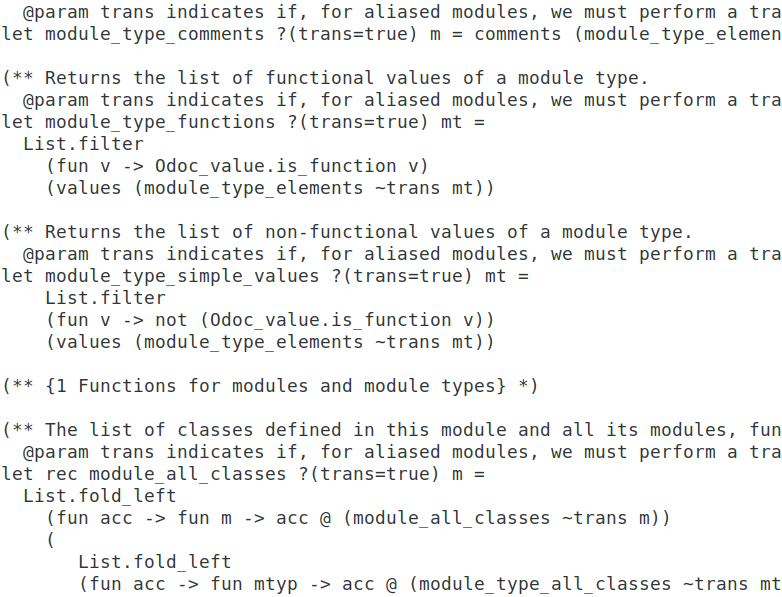 @param trans indicates if, for aliased modules, we must perform a tra
let module_type_comments ?(trans=true) m = comments (module_type_elemen

(** Returns the list of functional values of a module type.
  @param trans indicates if, for aliased modules, we must perform a tra
let module_type_functions ?(trans=true) mt =
  List.filter
    (fun v -> Odoc_value.is_function v)
    (values (module_type_elements ~trans mt))

(** Returns the list of non-functional values of a module type.
  @param trans indicates if, for aliased modules, we must perform a tra
let module_type_simple_values ?(trans=true) mt =
    List.filter
    (fun v -> not (Odoc_value.is_function v))
    (values (module_type_elements ~trans mt))

(** {1 Functions for modules and module types} *)

(** The list of classes defined in this module and all its modules, fun
  @param trans indicates if, for aliased modules, we must perform a tra
let rec module_all_classes ?(trans=true) m =
  List.fold_left
    (fun acc -> fun m -> acc @ (module_all_classes ~trans m))
    (
       List.fold_left
       (fun acc -> fun mtyp -> acc @ (module_type_all_classes ~trans mt